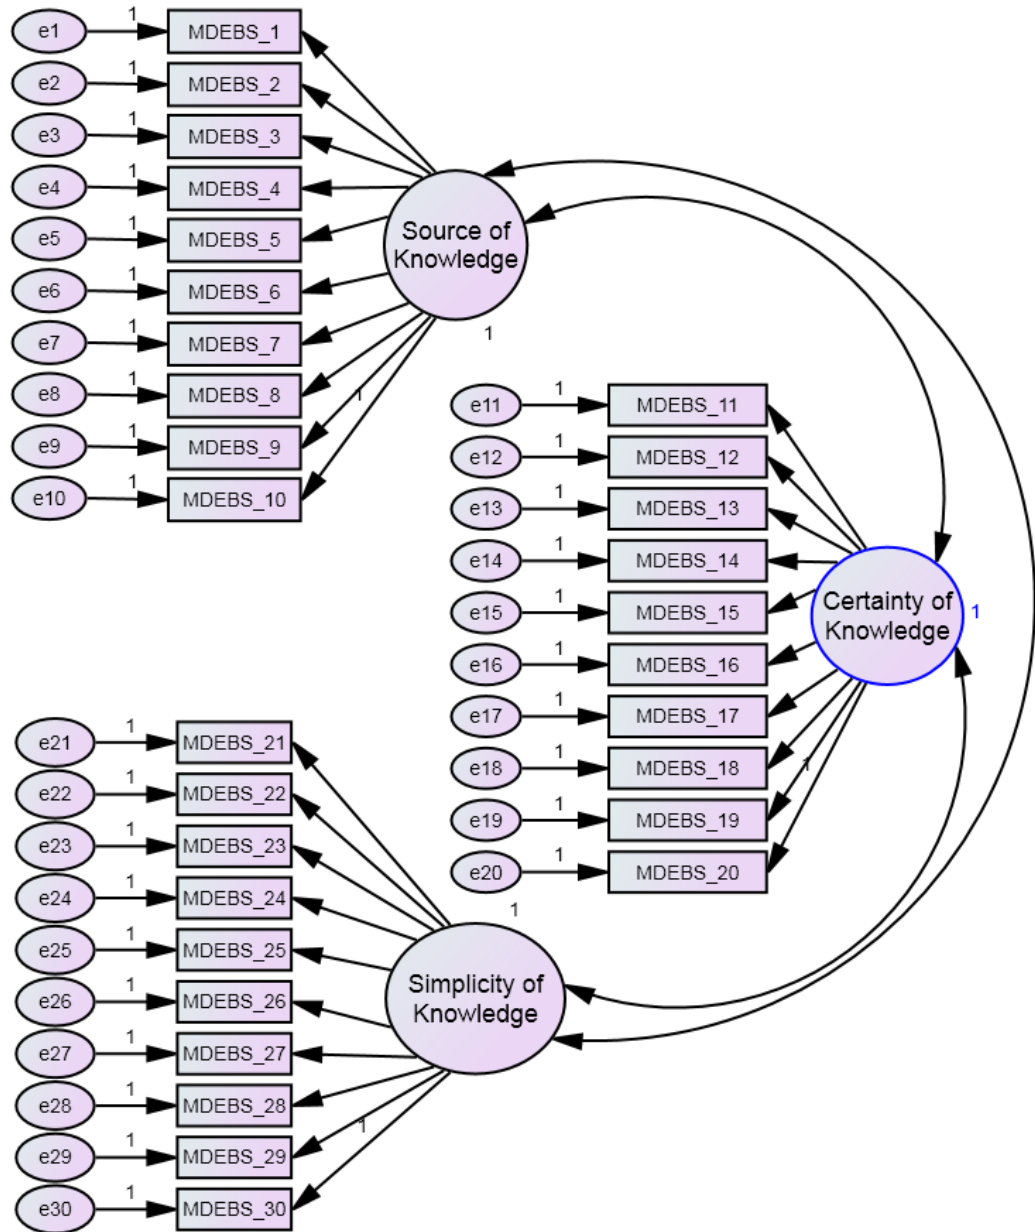 e1 1 MDEBS_1
e2 1 MDEBS_2
e3 1 MDEBS_3
e4 1 MDEBS_4
e5 1 MDEBS_5
e6 1 MDEBS_6
e7 1 MDEBS_7
e8 1 MDEBS_8
e9 1 MDEBS_9
e10 1 MDEBS_10
1
Source of
Knowledge
1
e11 1 MDEBS_11
e12 1 MDEBS_12
e13 1 MDEBS_13
e14 1 MDEBS_14
e15 1 MDEBS_15
e16 1 MDEBS_16
e17 1 MDEBS_17
e18 1 MDEBS_18
e19 1 MDEBS_19
e20 1 MDEBS_20
1
Certainty of
Knowledge
1
e21 1 MDEBS_21
e22 1 MDEBS_22
e23 1 MDEBS_23
e24 1 MDEBS_24
e25 1 MDEBS_25
e26 1 MDEBS_26
e27 1 MDEBS_27
e28 1 MDEBS_28
e29 1 MDEBS_29
e30 1 MDEBS_30
1
1
Simplicity of
Knowledge